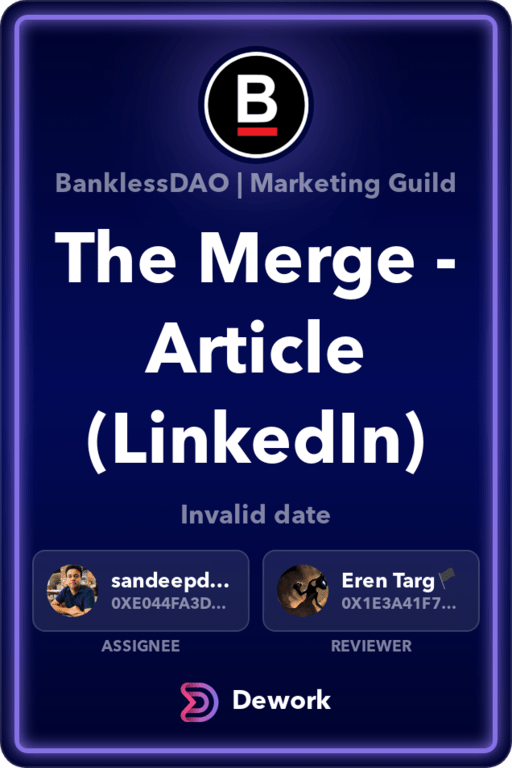 B
BanklessDAO | Marketing Guild
The Merge -
Article
(LinkedIn)
Invalid date
sandeepd...
0XE044FA3D...
ASSIGNEE
Eren Targ🏴
0X1E3A41F7...
REVIEWER
Dework